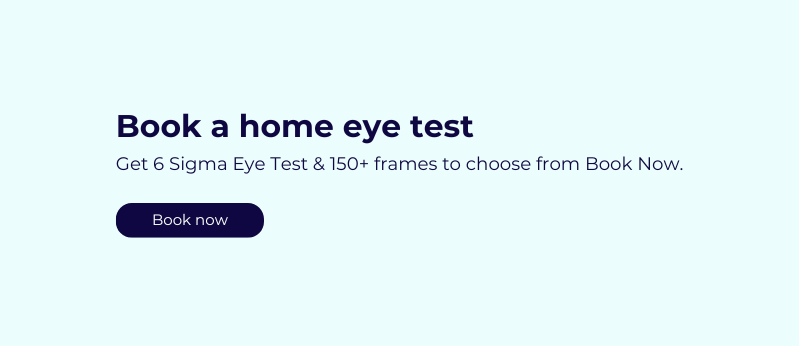 Book a home eye test
Get 6 Sigma Eye Test & 150+ frames to choose from Book Now.
Book now